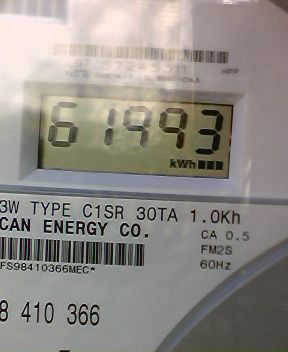 61993
kWh
3W TYPE C1SR 30TA 1.0Kh
CAN ENERGY CO.
CA 0.5
FM2S
60Hz
FS98410366MEC*
8 410 366